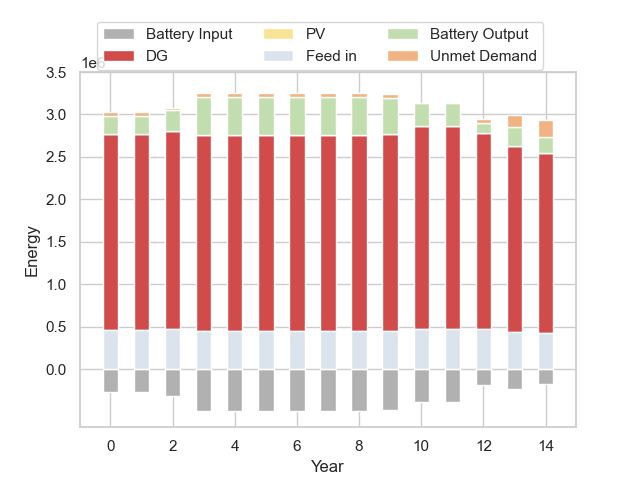 Battery Input PV Battery Output
DG Feed in Unmet Demand
1e6
3.5
3.0
2.5
2.0
1.5
1.0
0.5
0.0
Energy
0 2 4 6 8 10 12 14
Year